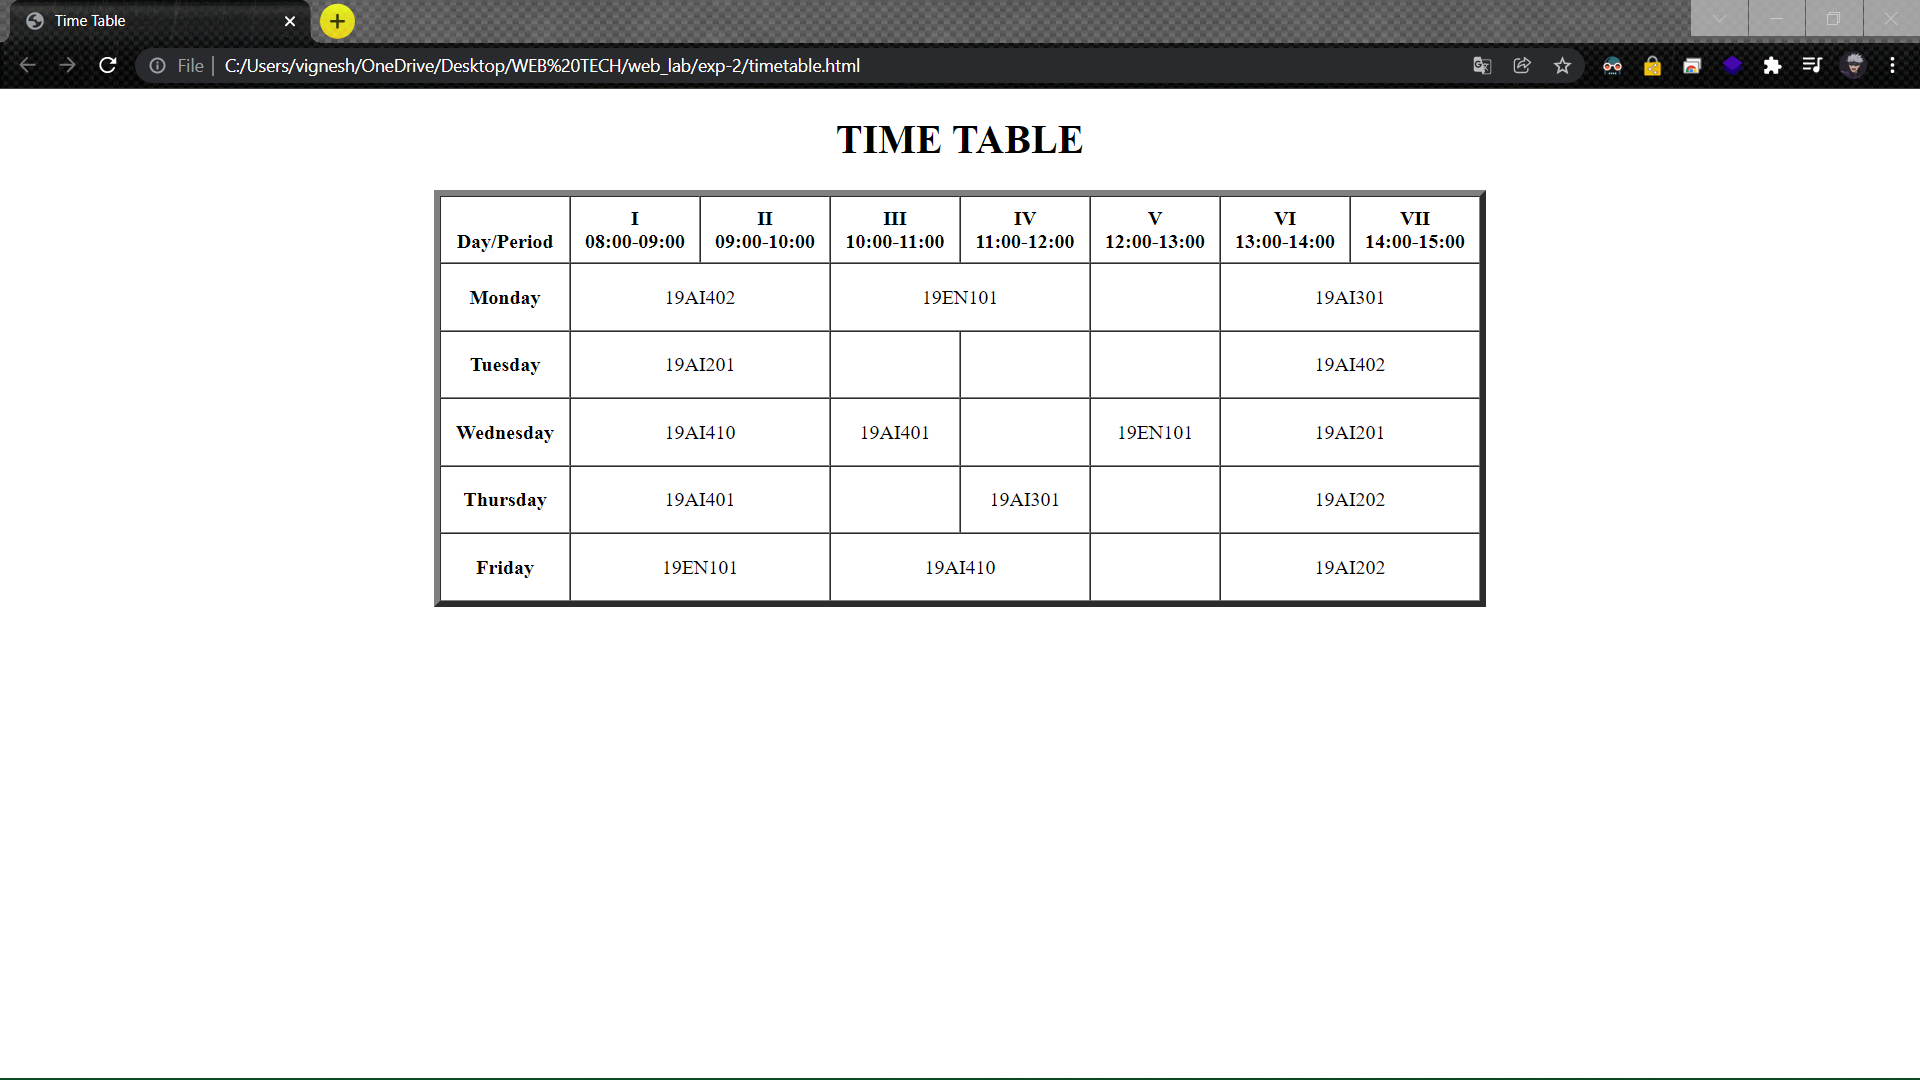 Time Table
File | C:/Users/vignesh/OneDrive/Desktop/WEB%20TECH/web_lab/exp-2/timetable.html
TIME TABLE
Day/Period I 08:00-09:00 II 09:00-10:00 III 10:00-11:00 IV 11:00-12:00 V 12:00-13:00 VI 13:00-14:00 VII 14:00-15:00
Monday 19AI402 19EN101 19AI301
Tuesday 19AI201 19AI402
Wednesday 19AI410 19AI401 19EN101 19AI201
Thursday 19AI401 19AI301 19AI202
Friday 19EN101 19AI410 19AI202